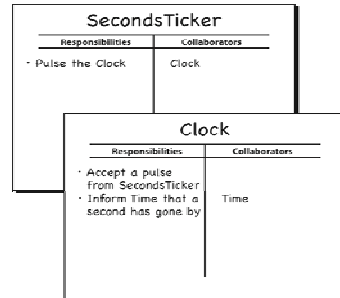 SecondsTicker
Responsibilities Collaborators
· Pulse the Clock Clock
Clock
Responsibilities Collaborators
· Accept a pulse
from SecondsTicker
· Inform Time that a Time
second has gone by